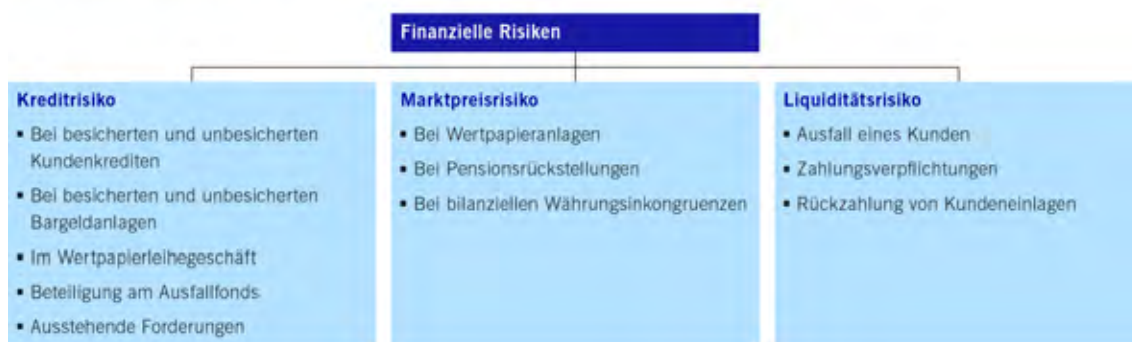 Finanzielle Risiken
Kreditrisiko
▪ Bei besicherten und unbesicherten
Kundenkrediten
▪ Bei besicherten und unbesicherten
Bargeldanlagen
▪ Im Wertpapierleihegeschäft
▪ Beteiligung am Ausfallfonds
▪ Ausstehende Forderungen
Marktpreisrisiko
▪ Bei Wertpapieranlagen
▪ Bei Pensionsrückstellungen
▪ Bei bilanziellen Währungsinkongruenzen
Liquiditätsrisiko
▪ Ausfall eines Kunden
▪ Zahlungsverpflichtungen
▪ Rückzahlung von Kundeneinlagen